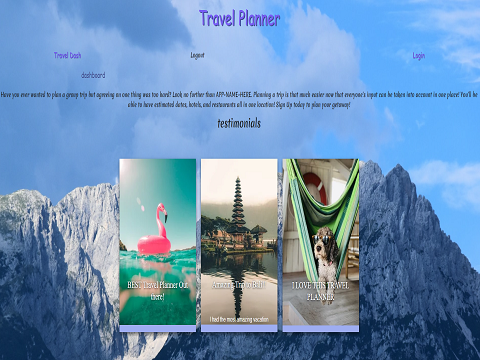 Travel Planner
Travel Dash
Logout
Login
dashboard
Have you ever wanted to plan a group trip but agreeing on one thing was too hard? Look no further than APP-NAME-HERE. Planning a trip is that much easier now that everyone's input can be taken into account in one place! You'll be
able to have estimated dates, hotels, and restaurants all in one location! Sign Up today to plan your getaway!
testimonials
BEST Travel Planner Out
there!
Amazing Trip to Bali!
I had the most amazing vacation
I LOVE THIS TRAVEL
PLANNER